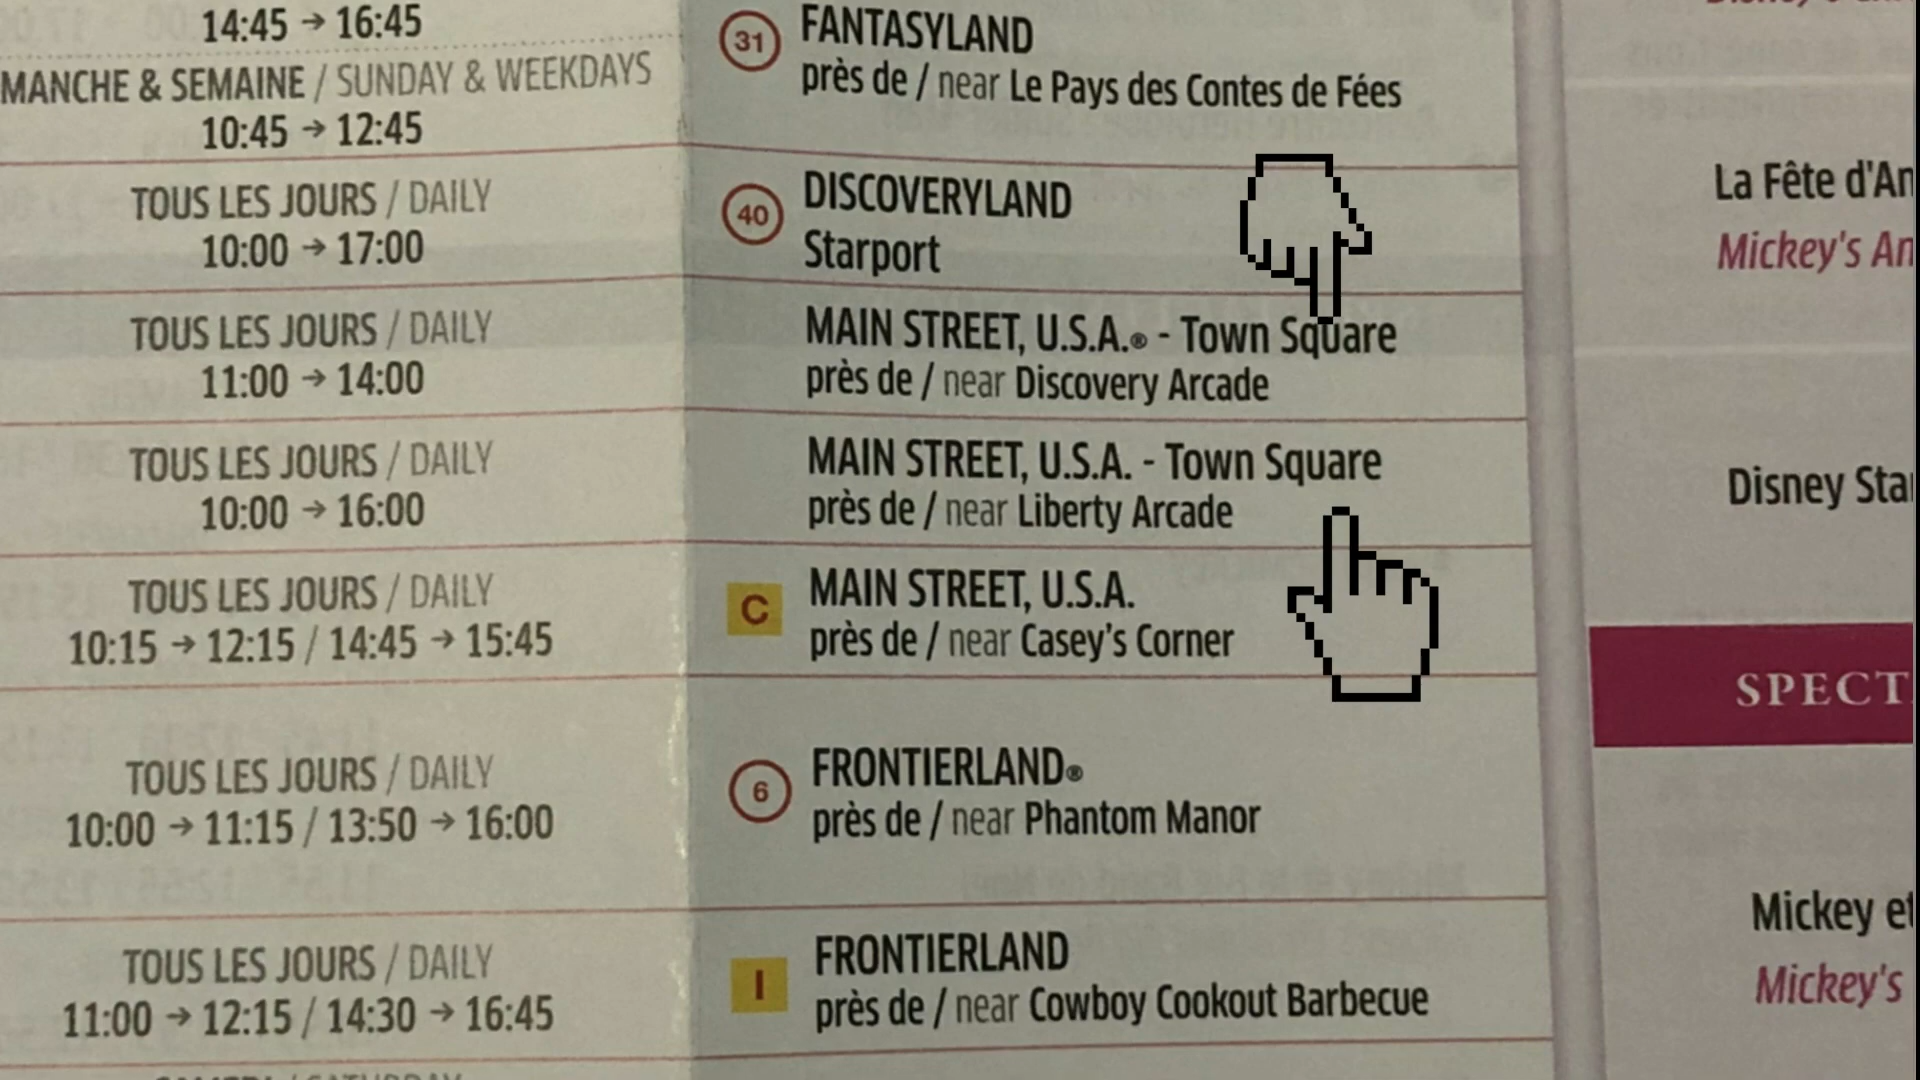 14:45 → 16:45
MANCHE & SEMAINE / SUNDAY & WEEKDAYS
10:45 → 12:45
31
FANTASYLAND
près de / near Le Pays des Contes de Fées
TOUS LES JOURS / DAILY
10:00 → 17:00
40
DISCOVERYLAND
Starport
TOUS LES JOURS / DAILY
11:00 → 14:00
MAIN STREET, U.S.A.® - Town Square
près de / near Discovery Arcade
TOUS LES JOURS / DAILY
10:00 → 16:00
MAIN STREET, U.S.A. - Town Square
près de / near Liberty Arcade
TOUS LES JOURS / DAILY
10:15 → 12:15 / 14:45 → 15:45
C
MAIN STREET, U.S.A.
près de / near Casey's Corner
TOUS LES JOURS / DAILY
10:00 → 11:15 / 13:50 → 16:00
6
FRONTIERLAND®
près de / near Phantom Manor
TOUS LES JOURS / DAILY
11:00 → 12:15 / 14:30 → 16:45
I
FRONTIERLAND
près de / near Cowboy Cookout Barbecue
La Fête d'An
Mickey's An
Disney Sta
SPECT
Mickey et
Mickey's